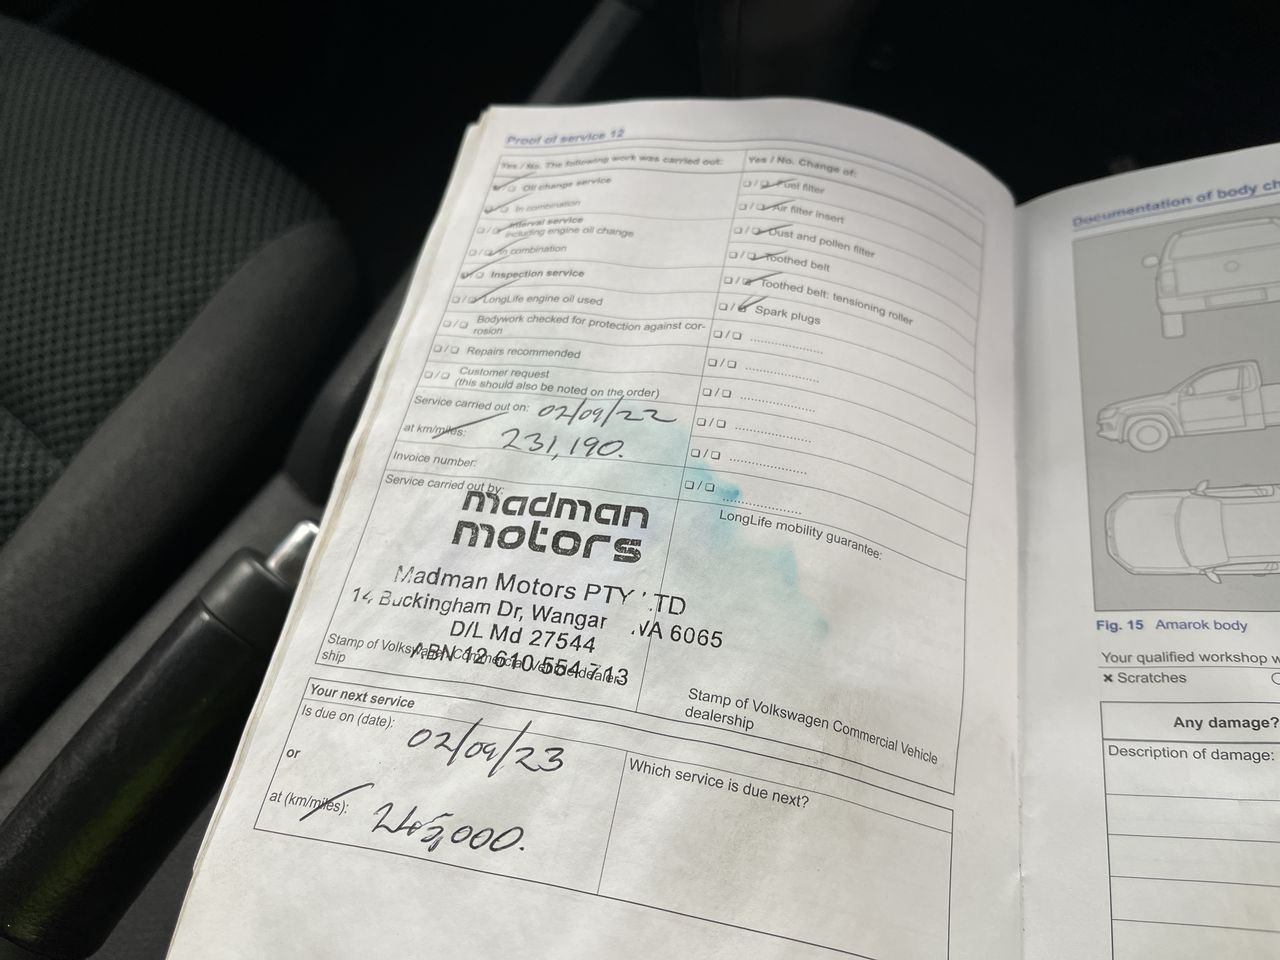 Proof of service 12
Yes / No. The following work was carried out:
❏/❏ Oil change service
❏/❏ In combination
❏/❏ Interval service
including engine oil change
❏/❏ In combination
❏/❏ Inspection service
❏/❏ LongLife engine oil used
❏/❏ Bodywork checked for protection against cor-
rosion
❏/❏ Repairs recommended
❏/❏ Customer request
(this should also be noted on the order)
Service carried out on: 02/09/22
at km/miles: 231,190.
Invoice number:
Service carried out by:
madman
motors
Madman Motors PTY LTD
14 Buckingham Dr, Wangar WA 6065
D/L Md 27544
ABN 12 610 554 713
Stamp of Volkswagen Commercial Vehicle dealer-
ship
Yes / No. Change of:
❏/❏ Fuel filter
❏/❏ Air filter insert
❏/❏ Dust and pollen filter
❏/❏ Toothed belt
❏/❏ Toothed belt: tensioning roller
❏/❏ Spark plugs
❏/❏ ....................
❏/❏ ....................
❏/❏ ....................
❏/❏ ....................
❏/❏ ....................
❏/❏ ....................
LongLife mobility guarantee:
Stamp of Volkswagen Commercial Vehicle
dealership
Your next service
Is due on (date): 02/09/23
or
at (km/miles):
Which service is due next?
Documentation of body ch
Fig. 15 Amarok body
Your qualified workshop w
× Scratches
Any damage?
Description of damage: